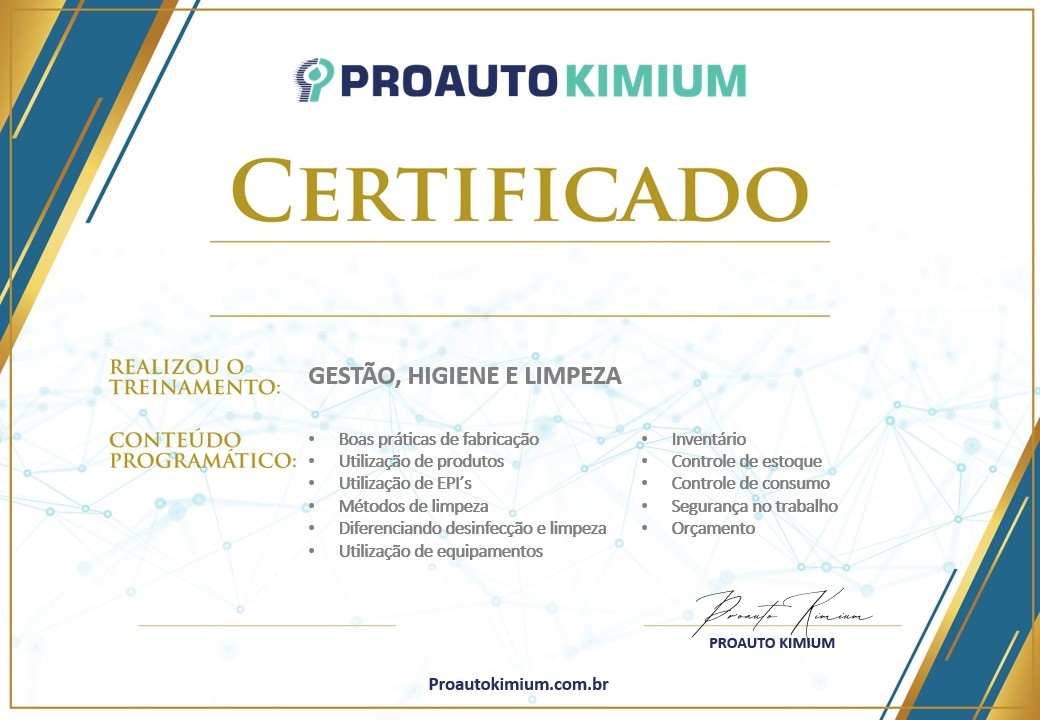 PROAUTO KIMIUM
CERTIFICADO
REALIZOU O
TREINAMENTO:
GESTÃO, HIGIENE E LIMPEZA
CONTEÚDO
PROGRAMÁTICO:
• Boas práticas de fabricação
• Utilização de produtos
• Utilização de EPI´s
• Métodos de limpeza
• Diferenciando desinfecção e limpeza
• Utilização de equipamentos
• Inventário
• Controle de estoque
• Controle de consumo
• Segurança no trabalho
• Orçamento
Proauto Kimium
PROAUTO KIMIUM
Proautokimium.com.br